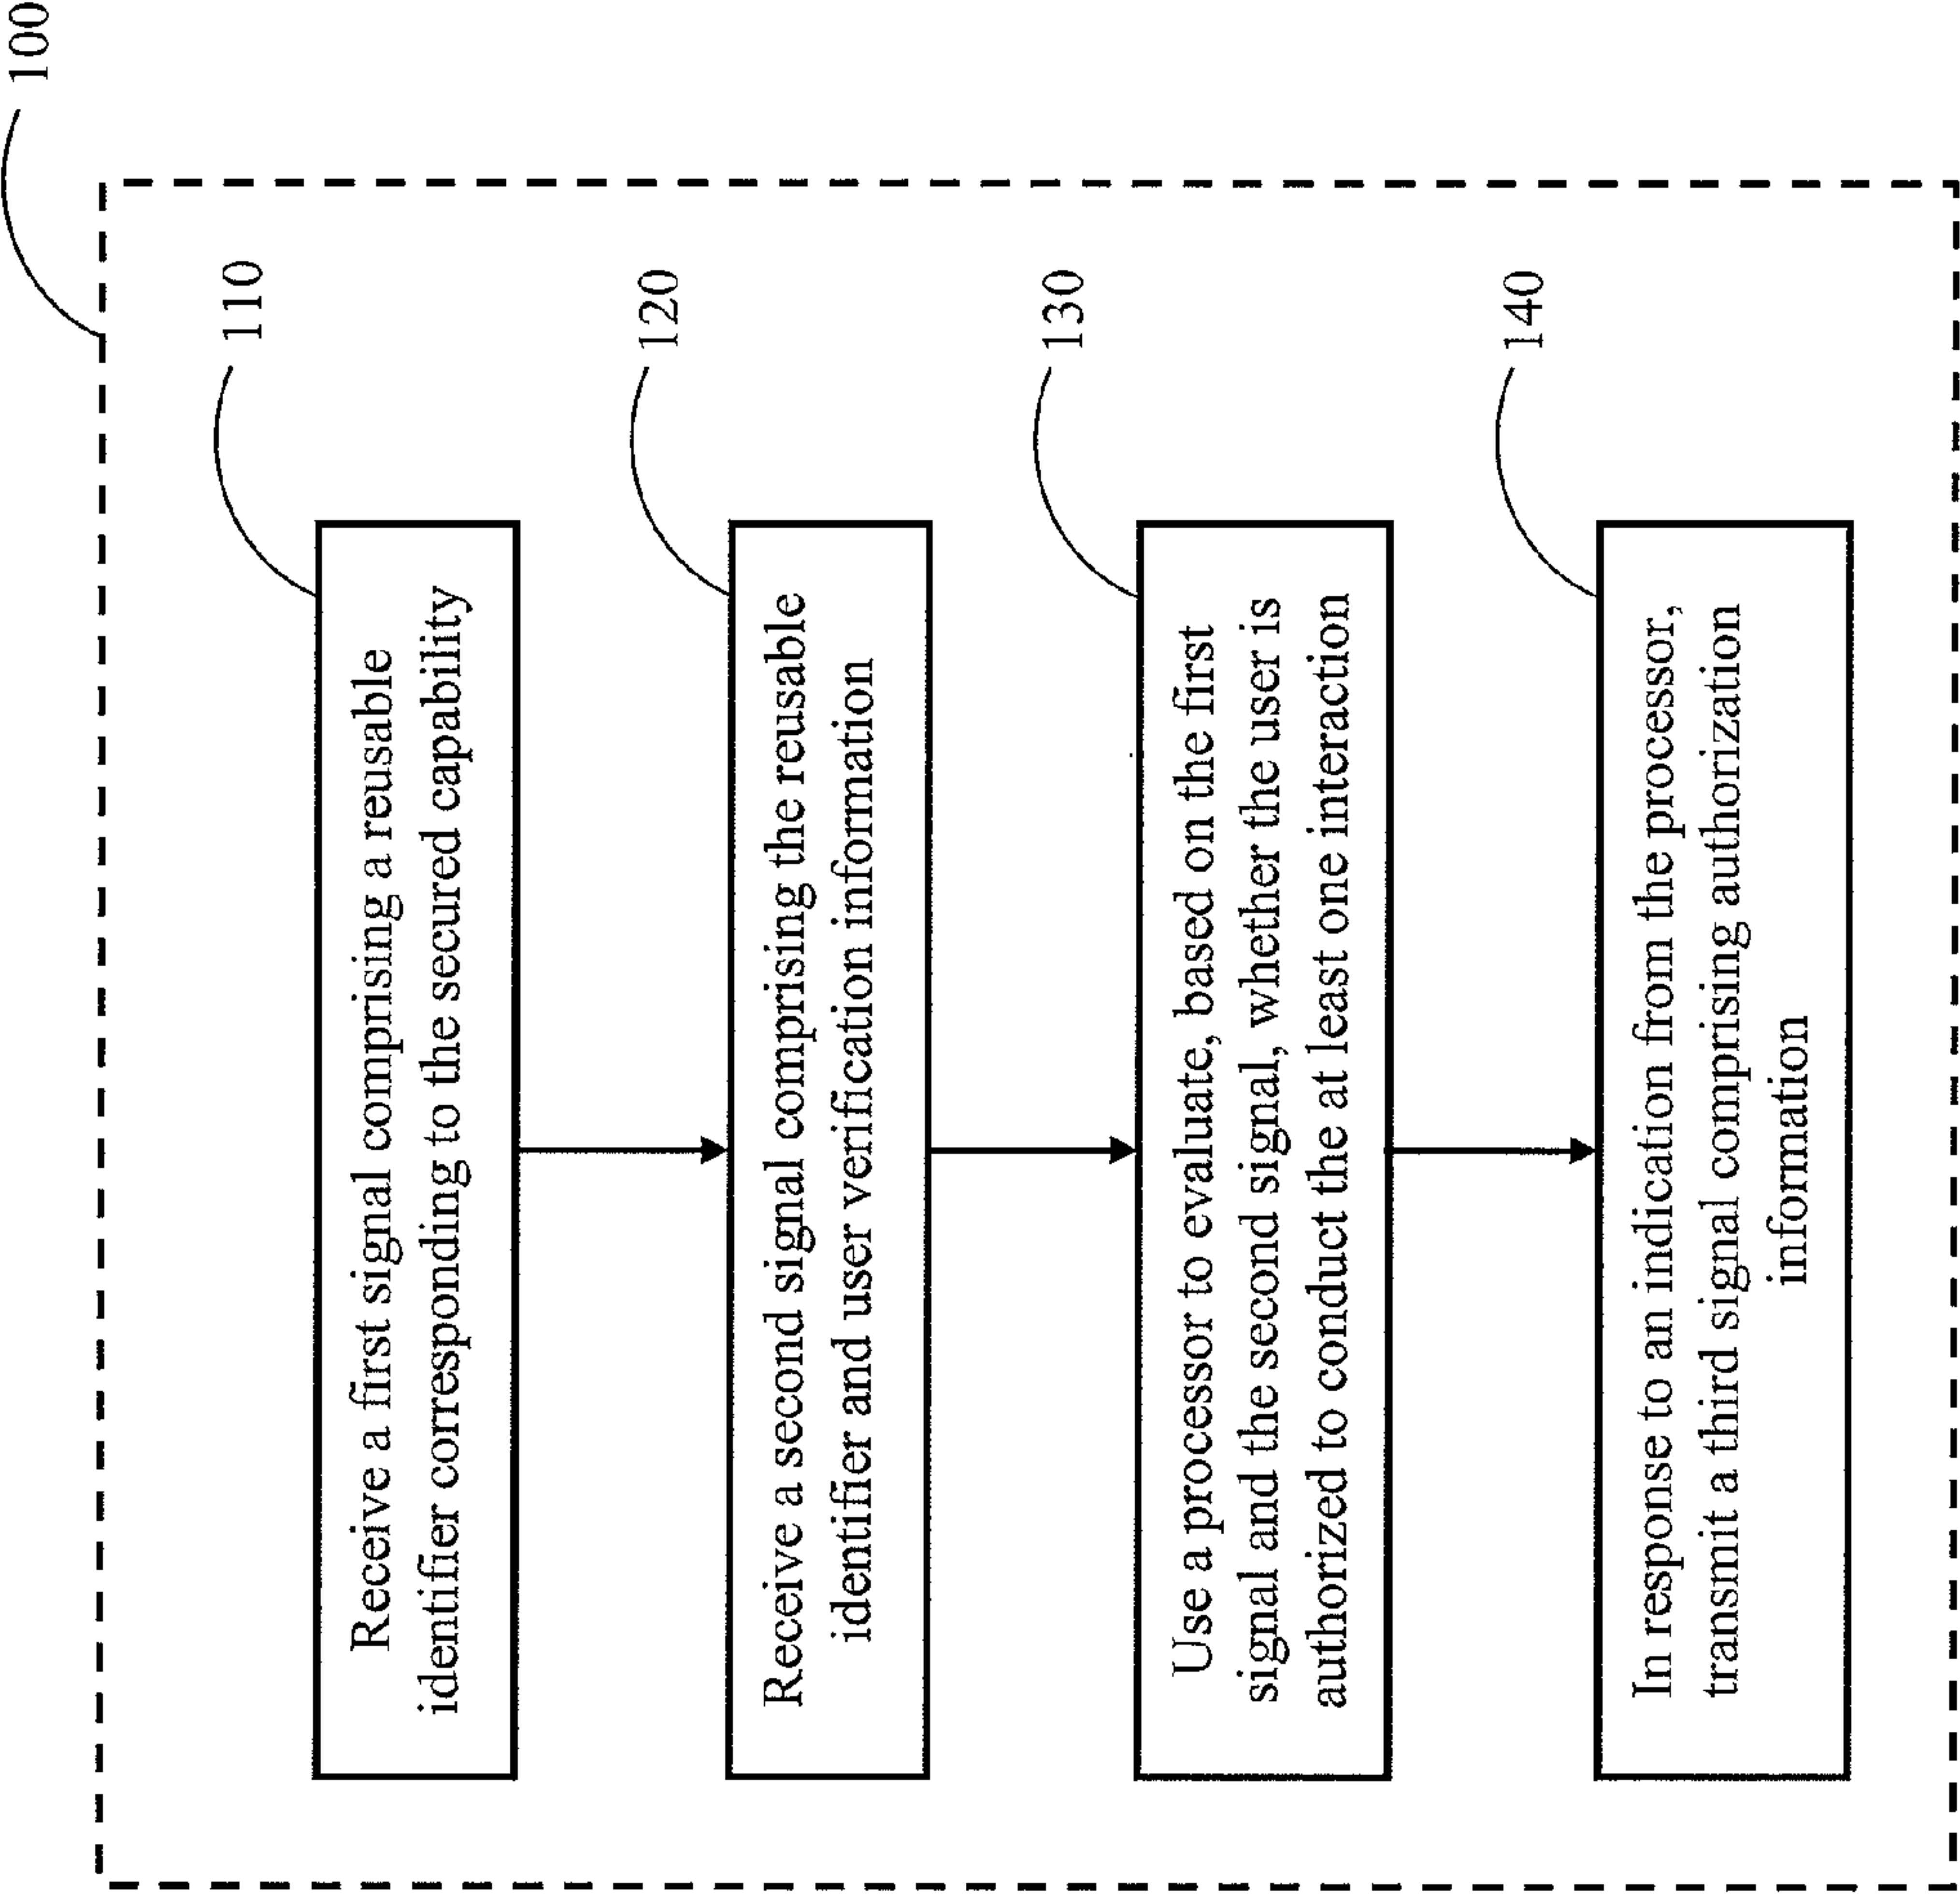 100
110
Receive a first signal comprising a reusable
identifier corresponding to the secured capability
120
Receive a second signal comprising the reusable
identifier and user verification information
130
Use a processor to evaluate, based on the first
signal and the second signal, whether the user is
authorized to conduct the at least one interaction
140
In response to an indication from the processor,
transmit a third signal comprising authorization
information